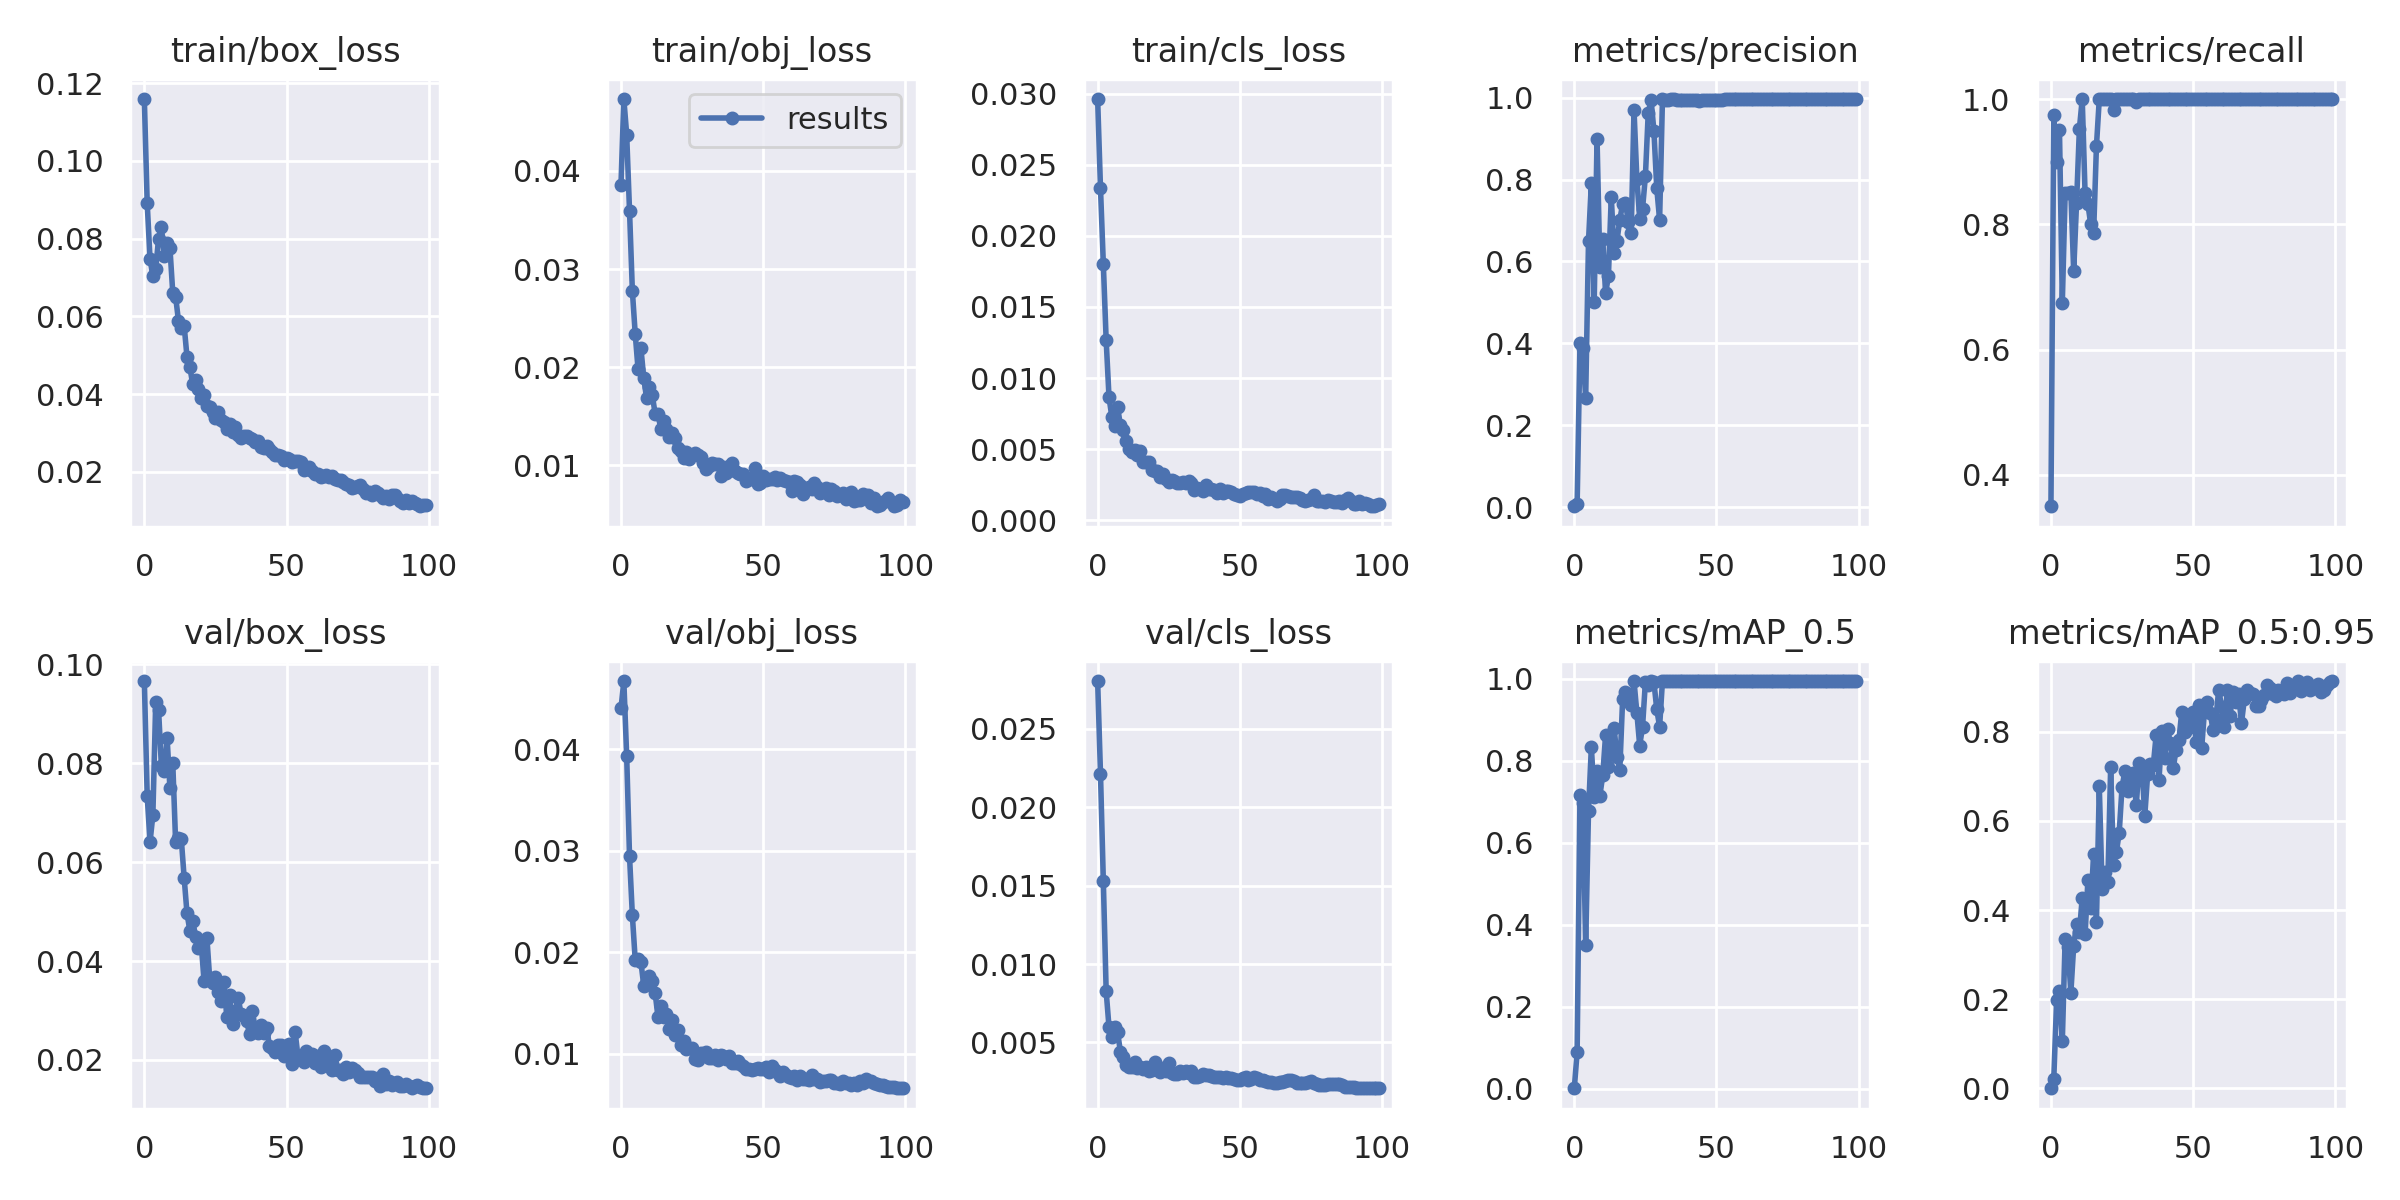 train/box_loss
0.12
0.10
0.08
0.06
0.04
0.02
0 50 100
train/obj_loss
results
0.04
0.03
0.02
0.01
0 50 100
train/cls_loss
0.030
0.025
0.020
0.015
0.010
0.005
0.000
0 50 100
metrics/precision
1.0
0.8
0.6
0.4
0.2
0.0
0 50 100
metrics/recall
1.0
0.8
0.6
0.4
0 50 100
val/box_loss
0.10
0.08
0.06
0.04
0.02
0 50 100
val/obj_loss
0.04
0.03
0.02
0.01
0 50 100
val/cls_loss
0.025
0.020
0.015
0.010
0.005
0 50 100
metrics/mAP_0.5
1.0
0.8
0.6
0.4
0.2
0.0
0 50 100
metrics/mAP_0.5:0.95
0.8
0.6
0.4
0.2
0.0
0 50 100